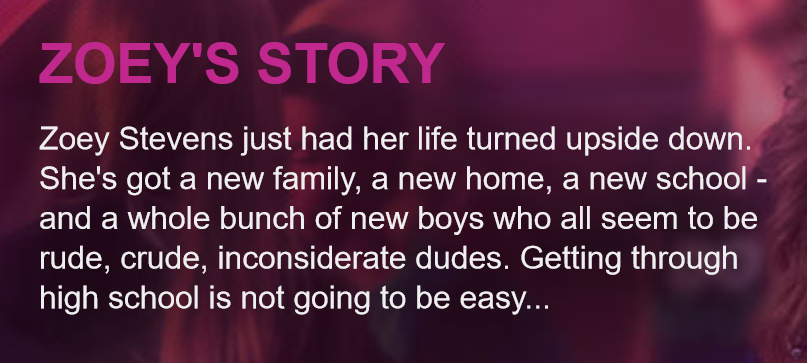 ZOEY'S STORY
Zoey Stevens just had her life turned upside down.
She's got a new family, a new home, a new school -
and a whole bunch of new boys who all seem to be
rude, crude, inconsiderate dudes. Getting through
high school is not going to be easy...